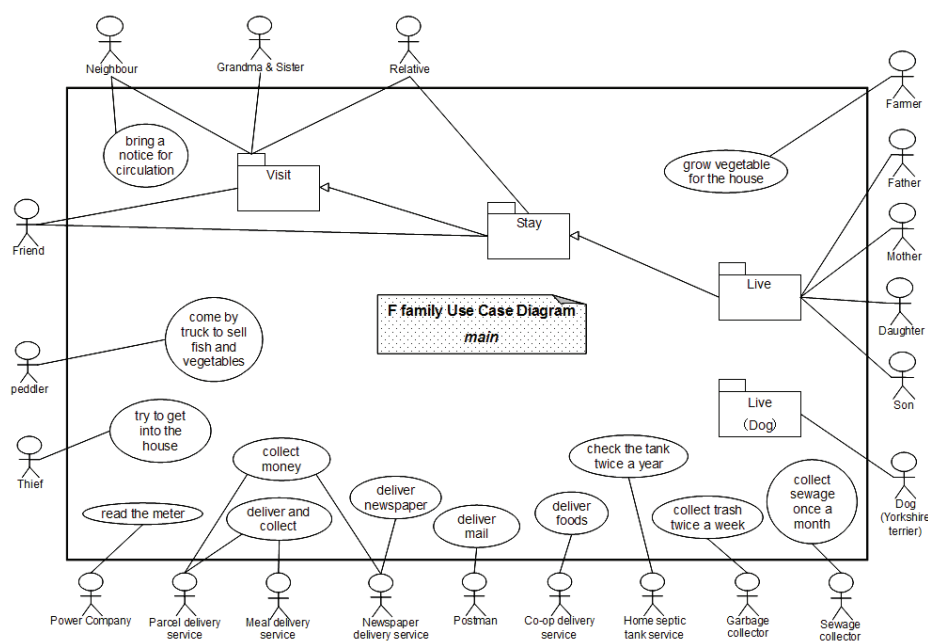 Neighbour
Grandma & Sister
Relative
Farmer
bring a
notice for
circulation
Visit
grow vegetable
for the house
Father
Friend
Stay
Mother
Live
F family Use Case Diagram
main
Daughter
come by
truck to sell
fish and
vegetables
peddler
Son
Live
(Dog)
try to get
into the
house
Thief
collect
money
check the tank
twice a year
collect
sewage
once a
month
Dog
(Yorkshire
terrier)
read the meter
deliver and
collect
deliver
newspaper
deliver
mail
deliver
foods
collect trash
twice a week
Power Company
Parcel delivery
service
Meal delivery
service
Newspaper
delivery service
Postman
Co-op delivery
service
Home septic
tank service
Garbage
collector
Sewage
collector